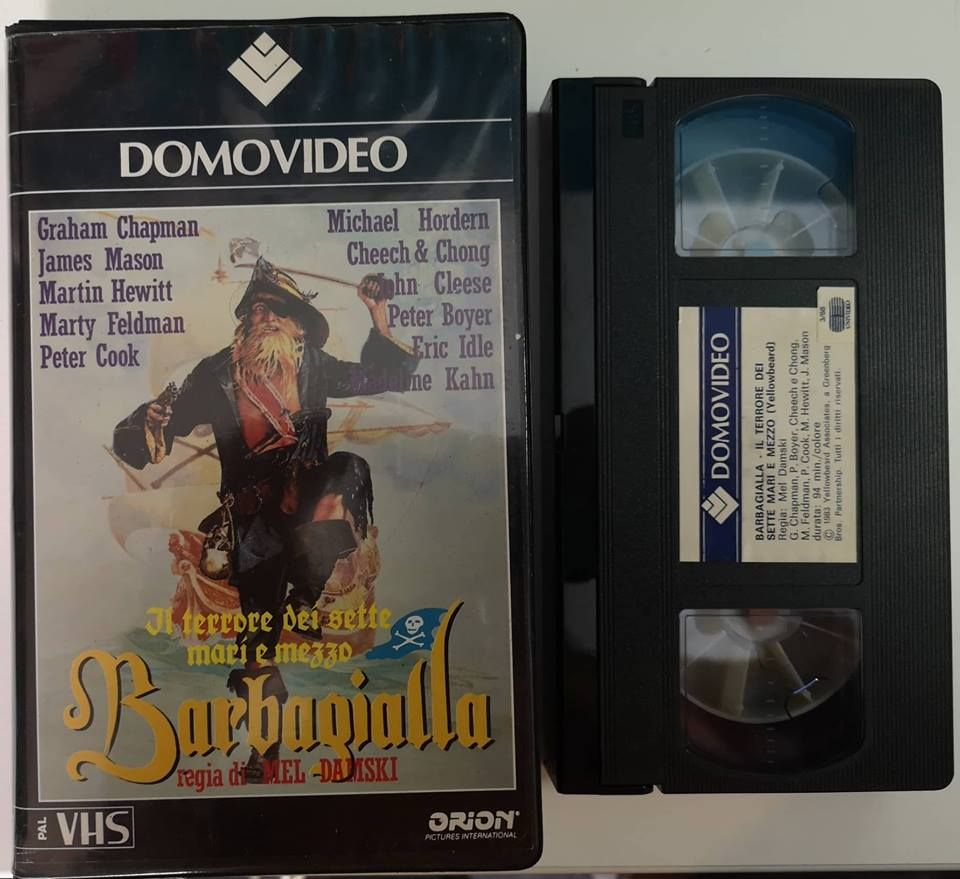 DOMOVIDEO
Graham Chapman
James Mason
Martin Hewitt
Marty Feldman
Peter Cook
Michael Hordern
Cheech & Chong
John Cleese
Peter Boyer
Eric Idle
Madeline Kahn
Il terrore dei sette
mari e mezzo
Barbagialla
regia di MEL DAMSKI
PAL VHS
ORION
PICTURES INTERNATIONAL
DOMOVIDEO
BARBAGIALLA - IL TERRORE DEI
SETTE MARI E MEZZO (Yellowbeard)
Regia: Mel Damski
G. Chapman, P. Boyer, Cheech e Chong,
M. Feldman, P. Cook, M. Hewitt, J. Mason
durata: 94 min./colore
© 1983 Yellowbeard Associates, a Greenberg
Bros. Partnership. Tutti i diritti riservati.
3/88
UNIVIDEO